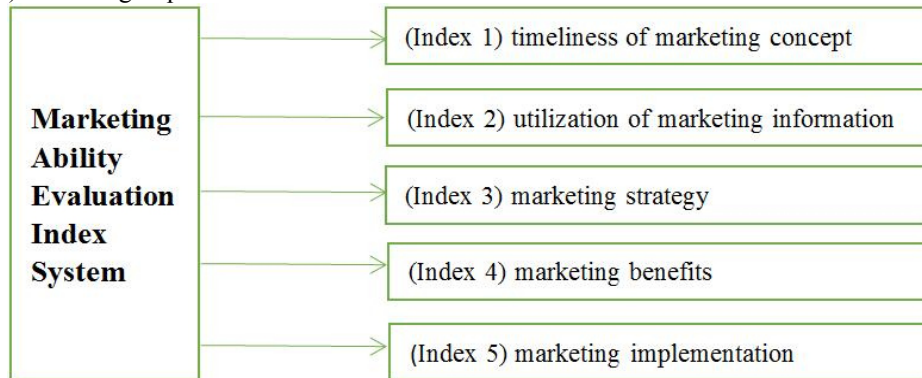 Marketing
Ability
Evaluation
Index
System
(Index 1) timeliness of marketing concept
(Index 2) utilization of marketing information
(Index 3) marketing strategy
(Index 4) marketing benefits
(Index 5) marketing implementation